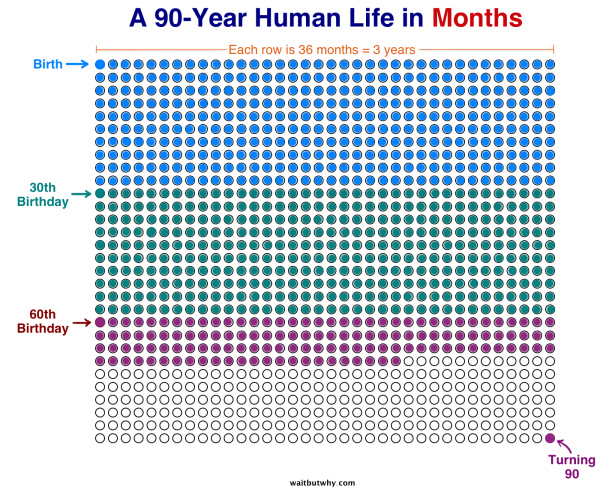 A 90-Year Human Life in Months
Each row is 36 months = 3 years
Birth
30th
Birthday
60th
Birthday
Turning
90
waitbutwhy.com